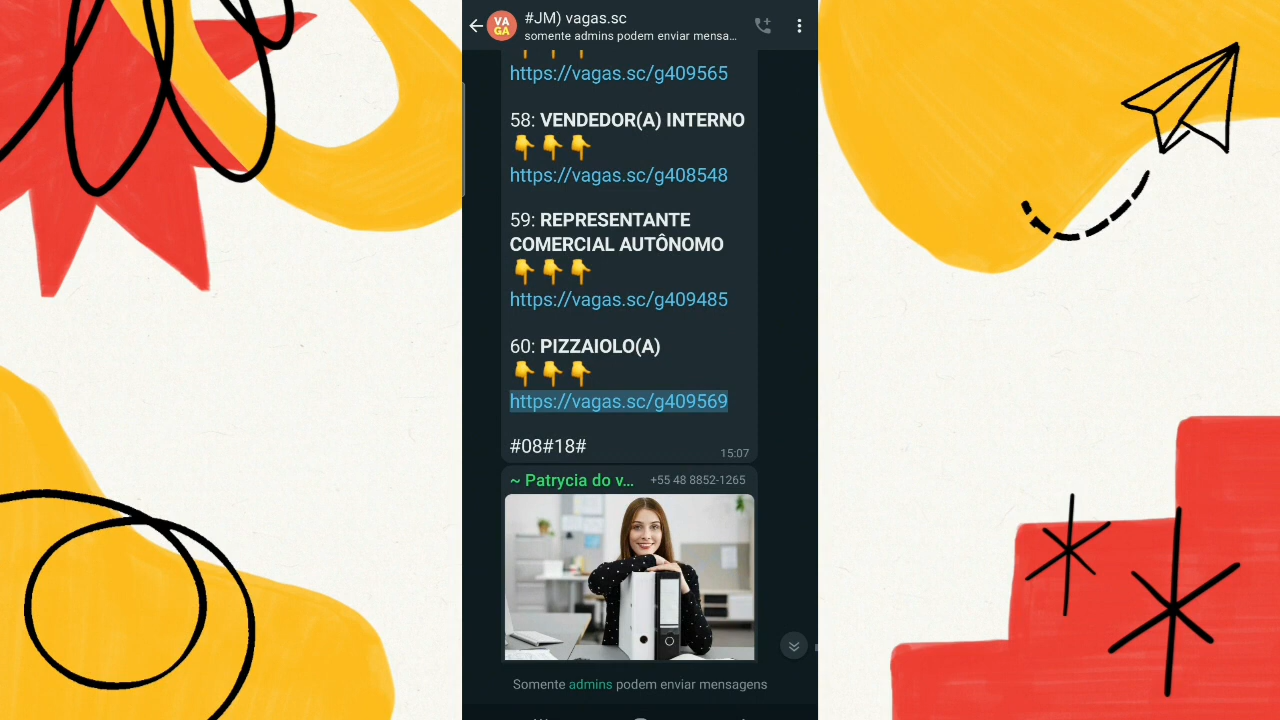 VA
GA
#JM) vagas.sc
somente admins podem enviar mensa...
https://vagas.sc/g409565
58: VENDEDOR(A) INTERNO
https://vagas.sc/g408548
59: REPRESENTANTE
COMERCIAL AUTÔNOMO
https://vagas.sc/g409485
60: PIZZAIOLO(A)
https://vagas.sc/g409569
#08#18#
15:07
~ Patrycia do v... +55 48 8852-1265
Somente admins podem enviar mensagens